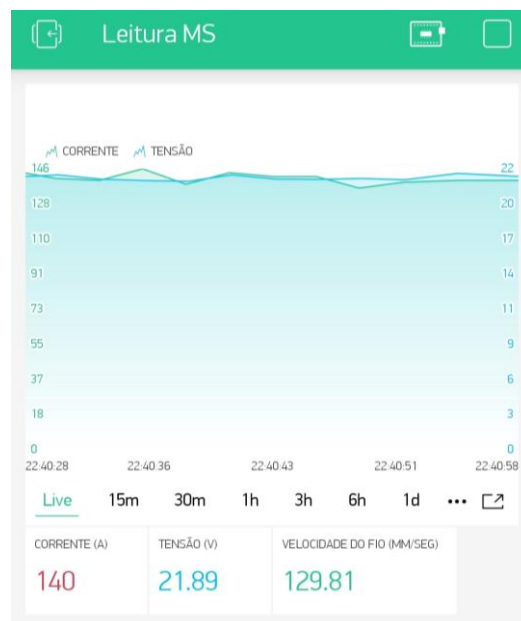 Leitura MS
CORRENTE TENSÃO
146 22
128 20
110 17
91 14
73 11
55 9
37 6
18 3
0 0
22:40:28 22:40:36 22:40:43 22:40:51 22:40:58
Live 15m 30m 1h 3h 6h 1d
CORRENTE (A) TENSÃO (V) VELOCIDADE DO FIO (MM/SEG)
140 21.89 129.81